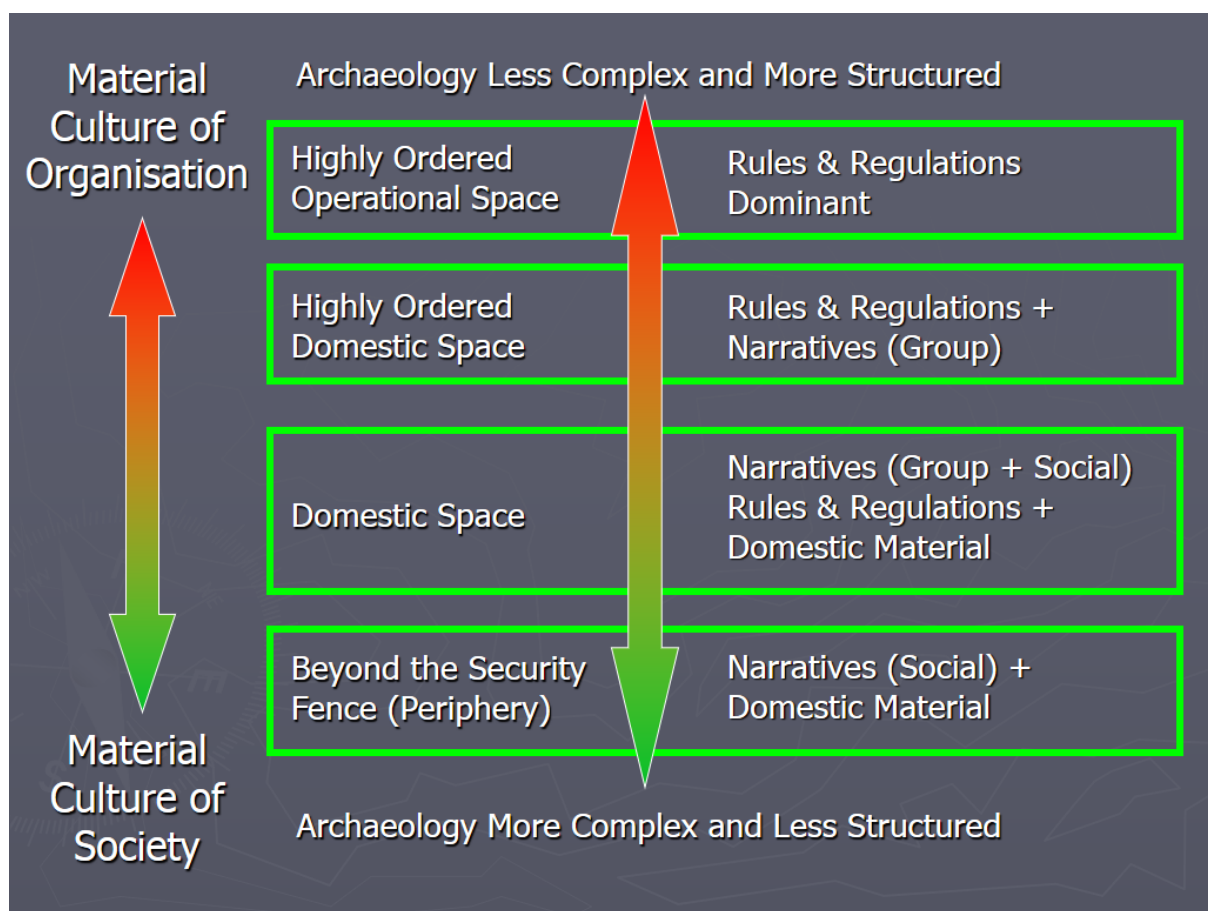 Material
Culture of
Organisation
Archaeology Less Complex and More Structured
Highly Ordered
Operational Space
Rules & Regulations
Dominant
Highly Ordered
Domestic Space
Rules & Regulations +
Narratives (Group)
Domestic Space
Narratives (Group + Social)
Rules & Regulations +
Domestic Material
Beyond the Security
Fence (Periphery)
Narratives (Social) +
Domestic Material
Material
Culture of
Society
Archaeology More Complex and Less Structured